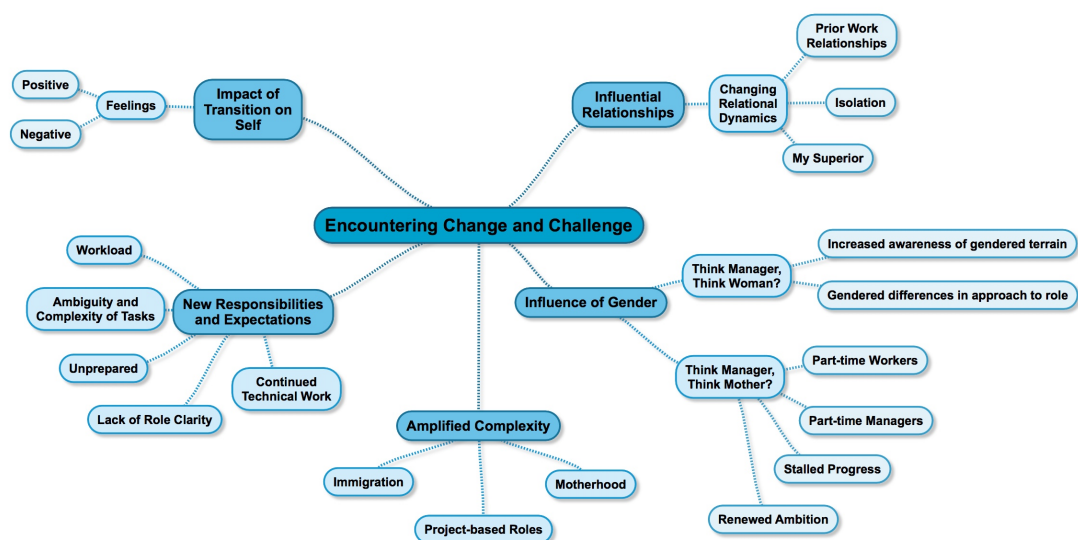 Encountering Change and Challenge
Impact of
Transition on
Self
Feelings
Positive
Negative
Influential
Relationships
Changing
Relational
Dynamics
Prior Work
Relationships
Isolation
My Superior
New Responsibilities
and Expectations
Workload
Ambiguity and
Complexity of Tasks
Unprepared
Lack of Role Clarity
Continued
Technical Work
Amplified Complexity
Immigration
Project-based Roles
Motherhood
Influence of Gender
Think Manager,
Think Woman?
Increased awareness of gendered terrain
Gendered differences in approach to role
Think Manager,
Think Mother?
Part-time Workers
Part-time Managers
Stalled Progress
Renewed Ambition